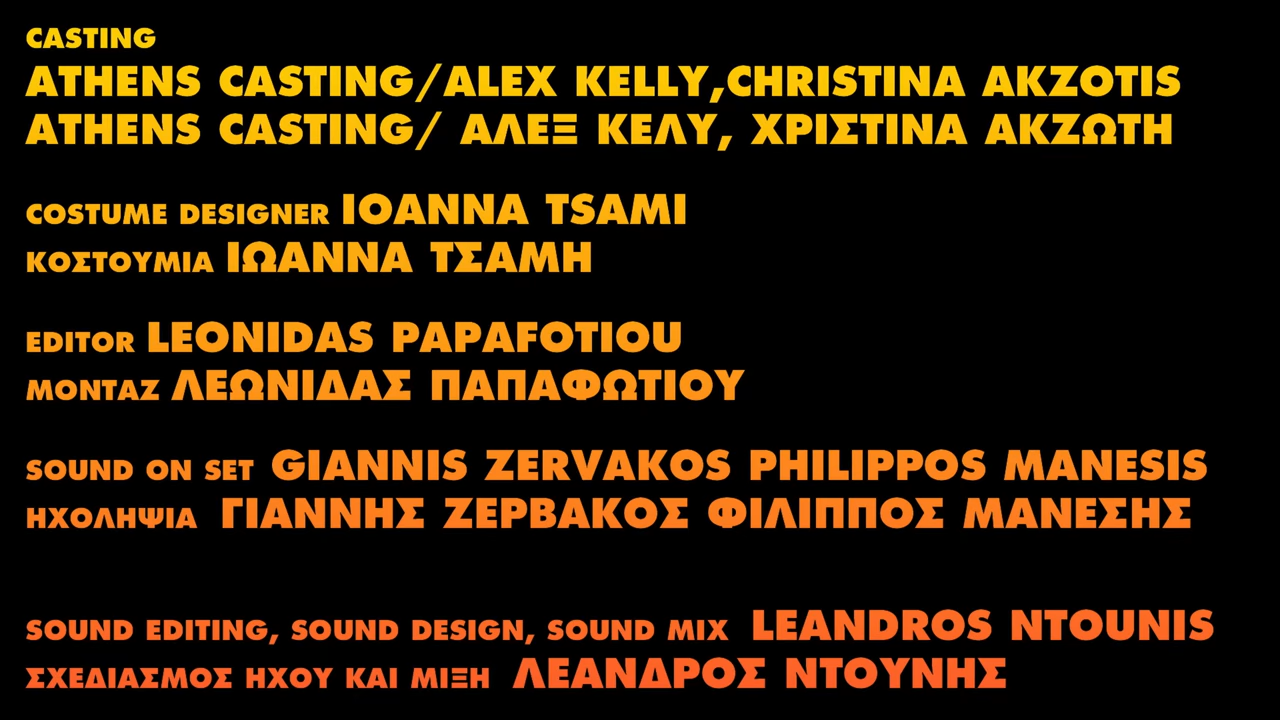 CASTING
ATHENS CASTING/ALEX KELLY,CHRISTINA AKZOTIS
ATHENS CASTING/ ΑΛΕΞ ΚΕΛΥ, ΧΡΙΣΤΙΝΑ ΑΚΖΩΤΗ
COSTUME DESIGNER IOANNA TSAMI
ΚΟΣΤΟΥΜΙΑ ΙΩΑΝΝΑ ΤΣΑΜΗ
EDITOR LEONIDAS PAPAFOTIOU
ΜΟΝΤΑΖ ΛΕΩΝΙΔΑΣ ΠΑΠΑΦΩΤΙΟΥ
SOUND ON SET GIANNIS ZERVAKOS PHILIPPOS MANESIS
ΗΧΟΛΗΨΙΑ ΓΙΑΝΝΗΣ ΖΕΡΒΑΚΟΣ ΦΙΛΙΠΠΟΣ ΜΑΝΕΣΗΣ
SOUND EDITING, SOUND DESIGN, SOUND MIX LEANDROS NTOUNIS
ΣΧΕΔΙΑΣΜΟΣ ΗΧΟΥ ΚΑΙ ΜΙΞΗ ΛΕΑΝΔΡΟΣ ΝΤΟΥΝΗΣ